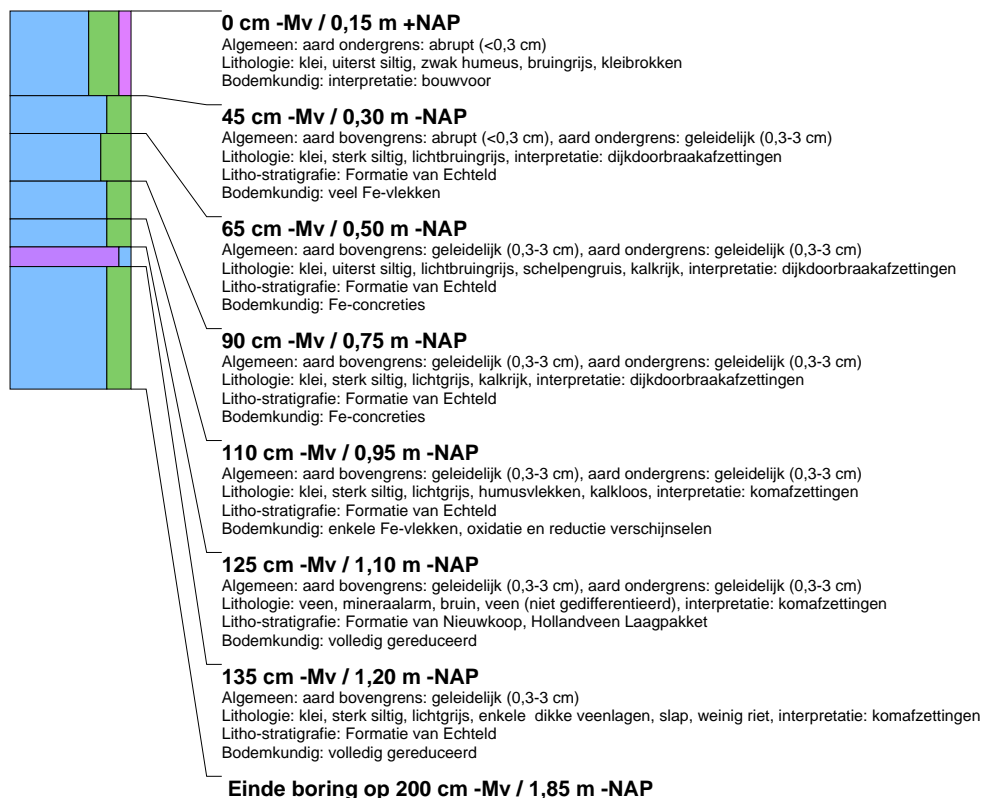 0 cm -Mv / 0,15 m +NAP
Algemeen: aard ondergrens: abrupt (<0,3 cm)
Lithologie: klei, uiterst siltig, zwak humeus, bruingrijs, kleibrokken
Bodemkundig: interpretatie: bouwvoor
45 cm -Mv / 0,30 m -NAP
Algemeen: aard bovengrens: abrupt (<0,3 cm), aard ondergrens: geleidelijk (0,3-3 cm)
Lithologie: klei, sterk siltig, lichtbruingrijs, interpretatie: dijkdoorbraakafzettingen
Litho-stratigrafie: Formatie van Echteld
Bodemkundig: veel Fe-vlekken
65 cm -Mv / 0,50 m -NAP
Algemeen: aard bovengrens: geleidelijk (0,3-3 cm), aard ondergrens: geleidelijk (0,3-3 cm)
Lithologie: klei, uiterst siltig, lichtbruingrijs, schelpengruis, kalkrijk, interpretatie: dijkdoorbraakafzettingen
Litho-stratigrafie: Formatie van Echteld
Bodemkundig: Fe-concreties
90 cm -Mv / 0,75 m -NAP
Algemeen: aard bovengrens: geleidelijk (0,3-3 cm), aard ondergrens: geleidelijk (0,3-3 cm)
Lithologie: klei, sterk siltig, lichtgrijs, kalkrijk, interpretatie: dijkdoorbraakafzettingen
Litho-stratigrafie: Formatie van Echteld
Bodemkundig: Fe-concreties
110 cm -Mv / 0,95 m -NAP
Algemeen: aard bovengrens: geleidelijk (0,3-3 cm), aard ondergrens: geleidelijk (0,3-3 cm)
Lithologie: klei, sterk siltig, lichtgrijs, humusvlekken, kalkloos, interpretatie: komafzettingen
Litho-stratigrafie: Formatie van Echteld
Bodemkundig: enkele Fe-vlekken, oxidatie en reductie verschijnselen
125 cm -Mv / 1,10 m -NAP
Algemeen: aard bovengrens: geleidelijk (0,3-3 cm), aard ondergrens: geleidelijk (0,3-3 cm)
Lithologie: veen, mineraalarm, bruin, veen (niet gedifferentieerd), interpretatie: komafzettingen
Litho-stratigrafie: Formatie van Nieuwkoop, Hollandveen Laagpakket
Bodemkundig: volledig gereduceerd
135 cm -Mv / 1,20 m -NAP
Algemeen: aard bovengrens: geleidelijk (0,3-3 cm)
Lithologie: klei, sterk siltig, lichtgrijs, enkele dikke veenlagen, slap, weinig riet, interpretatie: komafzettingen
Litho-stratigrafie: Formatie van Echteld
Bodemkundig: volledig gereduceerd
Einde boring op 200 cm -Mv / 1,85 m -NAP